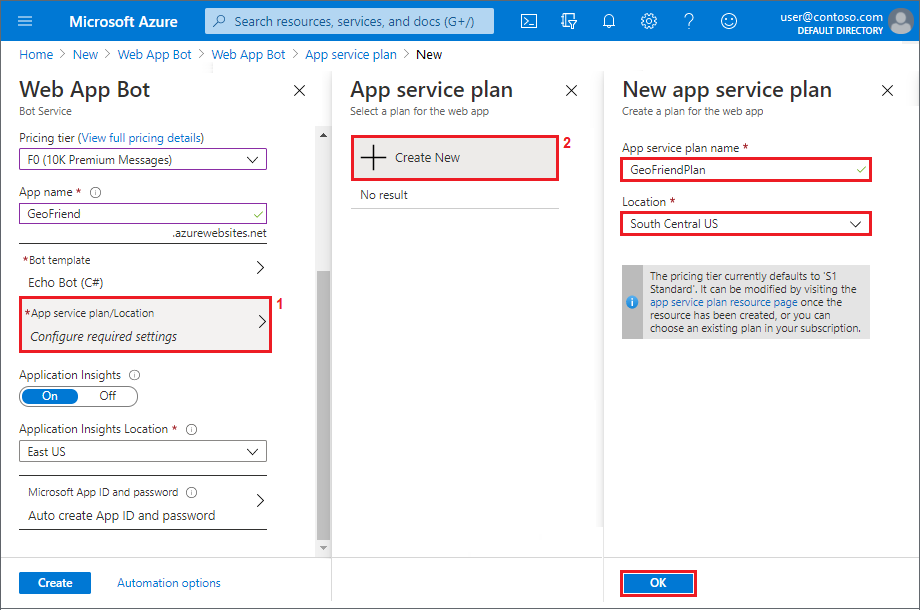 Microsoft Azure
Search resources, services, and docs (G+/)
user@contoso.com
DEFAULT DIRECTORY
Home > New > Web App Bot > Web App Bot > App service plan > New
Web App Bot
Bot Service
Pricing tier (View full pricing details)
F0 (10K Premium Messages)
App name *
GeoFriend
.azurewebsites.net
*Bot template
Echo Bot (C#)
*App service plan/Location
Configure required settings
1
Application Insights
On Off
Application Insights Location *
East US
Microsoft App ID and password
Auto create App ID and password
Create
Automation options
App service plan
Select a plan for the web app
Create New
2
No result
New app service plan
Create a plan for the web app
App service plan name *
GeoFriendPlan
Location *
South Central US
The pricing tier currently defaults to 'S1
Standard'. It can be modified by visiting the
app service plan resource page once the
resource has been created, or you can
choose an existing plan in your subscription.
OK